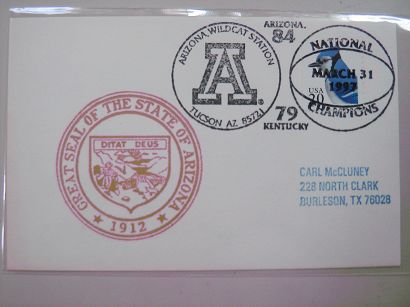 ARIZONA WILDCAT STATION
A
TUCSON AZ 85721
ARIZONA.
84
79
KENTUCKY
NATIONAL
MARCH 31
1997
CHAMPIONS
USA
20
GREAT SEAL OF THE STATE OF ARIZONA
DITAT DEUS
★ 1912 ★
CARL McCLUNEY
228 NORTH CLARK
BURLESON, TX 76028